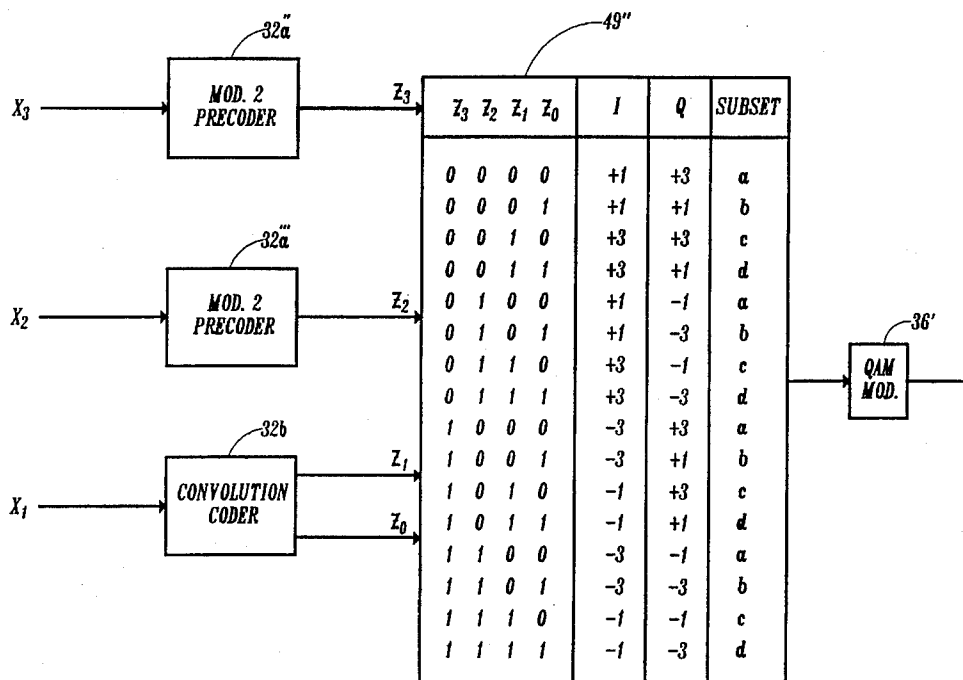 32a"
49"
X3
MOD. 2
PRECODER
Z3
Z3 Z2 Z1 Z0 I Q SUBSET
0 0 0 0 +1 +3 a
0 0 0 1 +1 +1 b
0 0 1 0 +3 +3 c
0 0 1 1 +3 +1 d
0 1 0 0 +1 -1 a
0 1 0 1 +1 -3 b
0 1 1 0 +3 -1 c
0 1 1 1 +3 -3 d
1 0 0 0 -3 +3 a
1 0 0 1 -3 +1 b
1 0 1 0 -1 +3 c
1 0 1 1 -1 +1 d
1 1 0 0 -3 -1 a
1 1 0 1 -3 -3 b
1 1 1 0 -1 -1 c
1 1 1 1 -1 -3 d
32a'''
X2
MOD. 2
PRECODER
Z2
32b
X1
CONVOLUTION
CODER
Z1
Z0
36'
QAM
MOD.